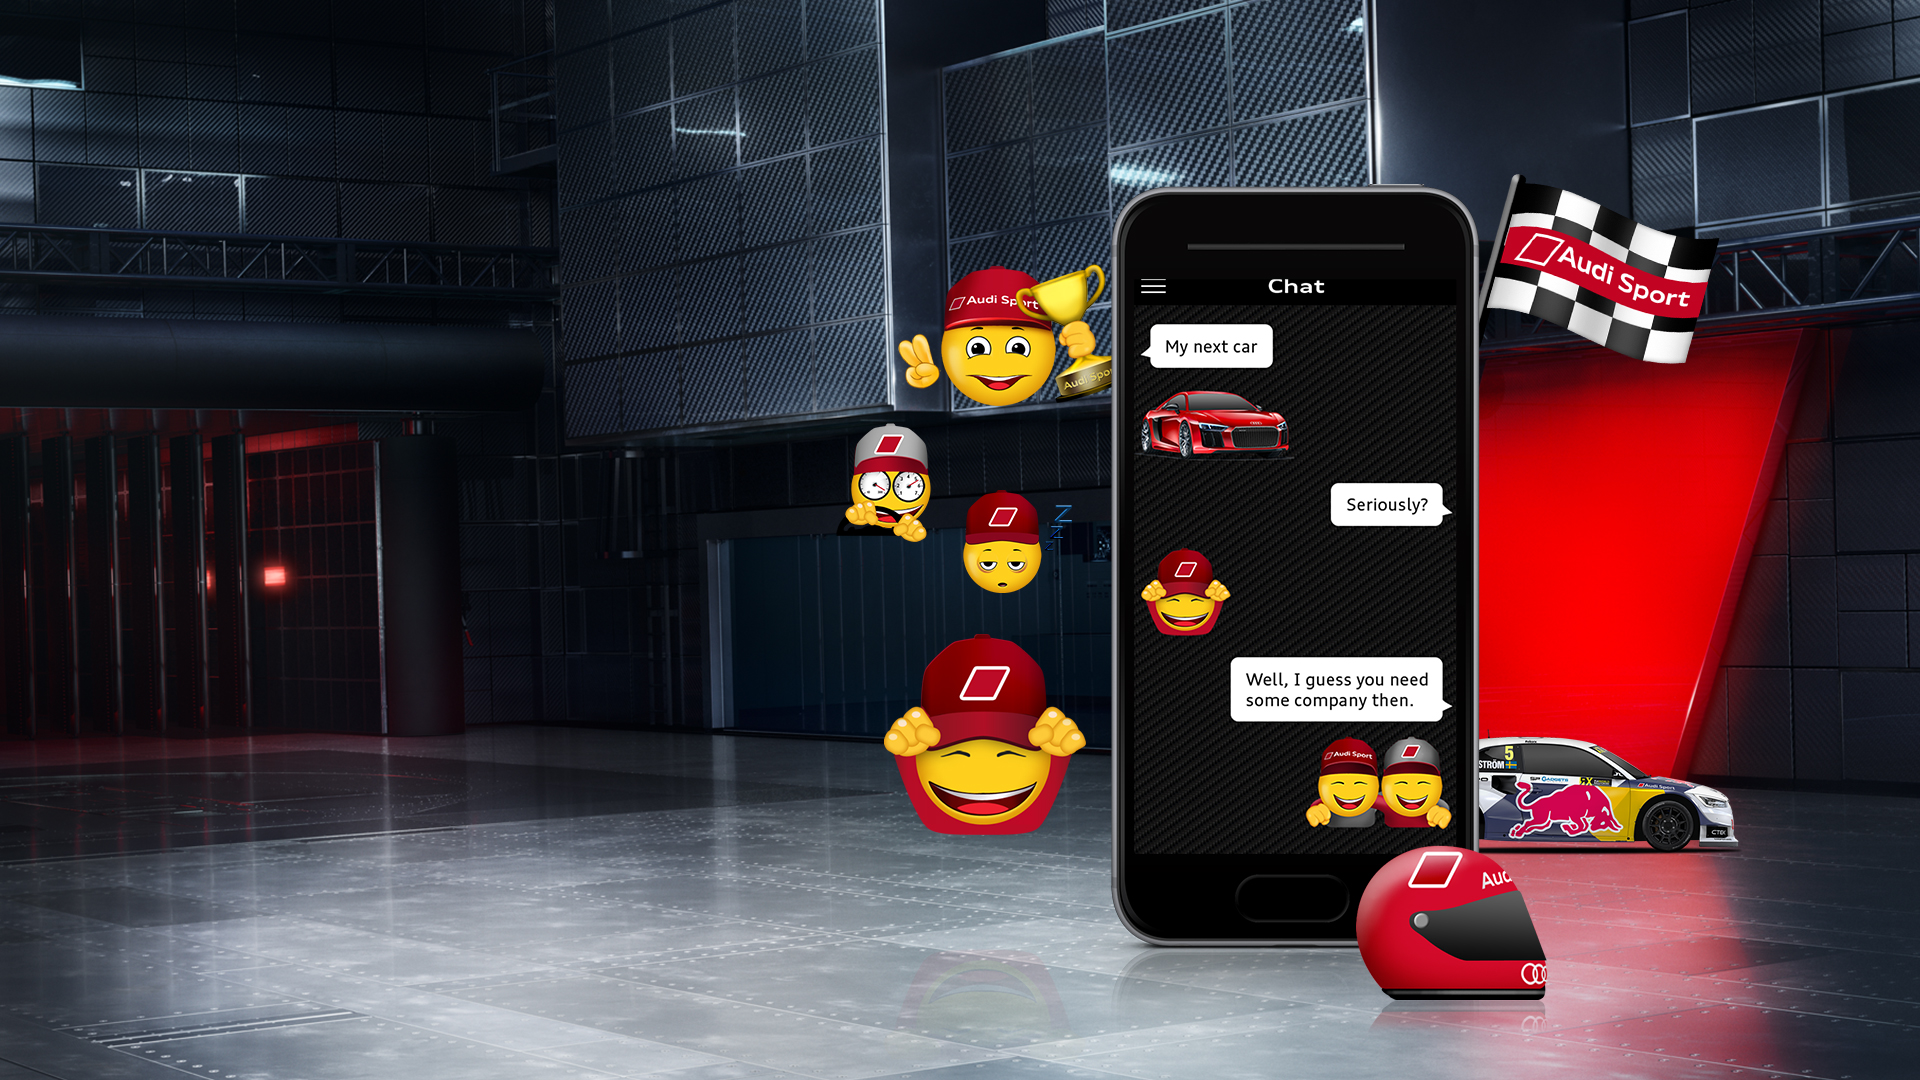 Audi Sport
Audi Sport
Chat
My next car
Seriously?
Well, I guess you need
some company then.
Audi Sport
5
STRÖM
Audi Sport